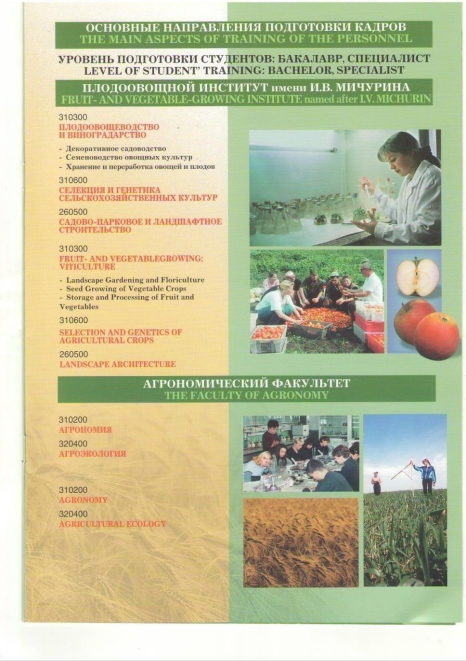 ОСНОВНЫЕ НАПРАВЛЕНИЯ ПОДГОТОВКИ КАДРОВ
THE MAIN ASPECTS OF TRAINING OF THE PERSONNEL
УРОВЕНЬ ПОДГОТОВКИ СТУДЕНТОВ: БАКАЛАВР, СПЕЦИАЛИСТ
LEVEL OF STUDENT' TRAINING: BACHELOR, SPECIALIST
ПЛОДООВОЩНОЙ ИНСТИТУТ имени И.В. МИЧУРИНА
FRUIT- AND VEGETABLE-GROWING INSTITUTE named after I.V. MICHURIN
310300
ПЛОДООВОЩЕВОДСТВО
И ВИНОГРАДАРСТВО
- Декоративное садоводство
- Семеноводство овощных культур
- Хранение и переработка овощей и плодов
310600
СЕЛЕКЦИЯ И ГЕНЕТИКА
СЕЛЬСКОХОЗЯЙСТВЕННЫХ КУЛЬТУР
260500
САДОВО-ПАРКОВОЕ И ЛАНДШАФТНОЕ
СТРОИТЕЛЬСТВО
310300
FRUIT- AND VEGETABLEGROWING;
VITICULTURE
- Landscape Gardening and Floriculture
- Seed Growing of Vegetable Crops
- Storage and Processing of Fruit and
Vegetables
310600
SELECTION AND GENETICS OF
AGRICULTURAL CROPS
260500
LANDSCAPE ARCHITECTURE
АГРОНОМИЧЕСКИЙ ФАКУЛЬТЕТ
THE FACULTY OF AGRONOMY
310200
АГРОНОМИЯ
320400
АГРОЭКОЛОГИЯ
310200
AGRONOMY
320400
AGRICULTURAL ECOLOGY